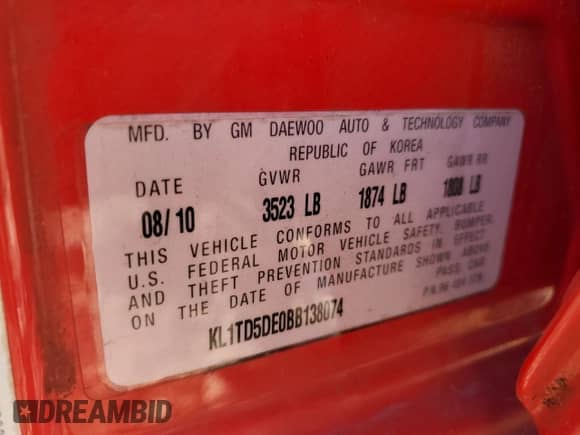 MFD. BY GM DAEWOO AUTO & TECHNOLOGY COMPANY
REPUBLIC OF KOREA
DATE GVWR GAWR FRT GAWR RR
08/10 3523 LB 1874 LB 1808 LB
THIS VEHICLE CONFORMS TO ALL APPLICABLE
U.S. FEDERAL MOTOR VEHICLE SAFETY, BUMPER,
AND THEFT PREVENTION STANDARDS IN EFFECT
ON THE DATE OF MANUFACTURE SHOWN ABOVE
PASS. CAR
P/N.
KL1TD5DE0BB138074
DREAMBID